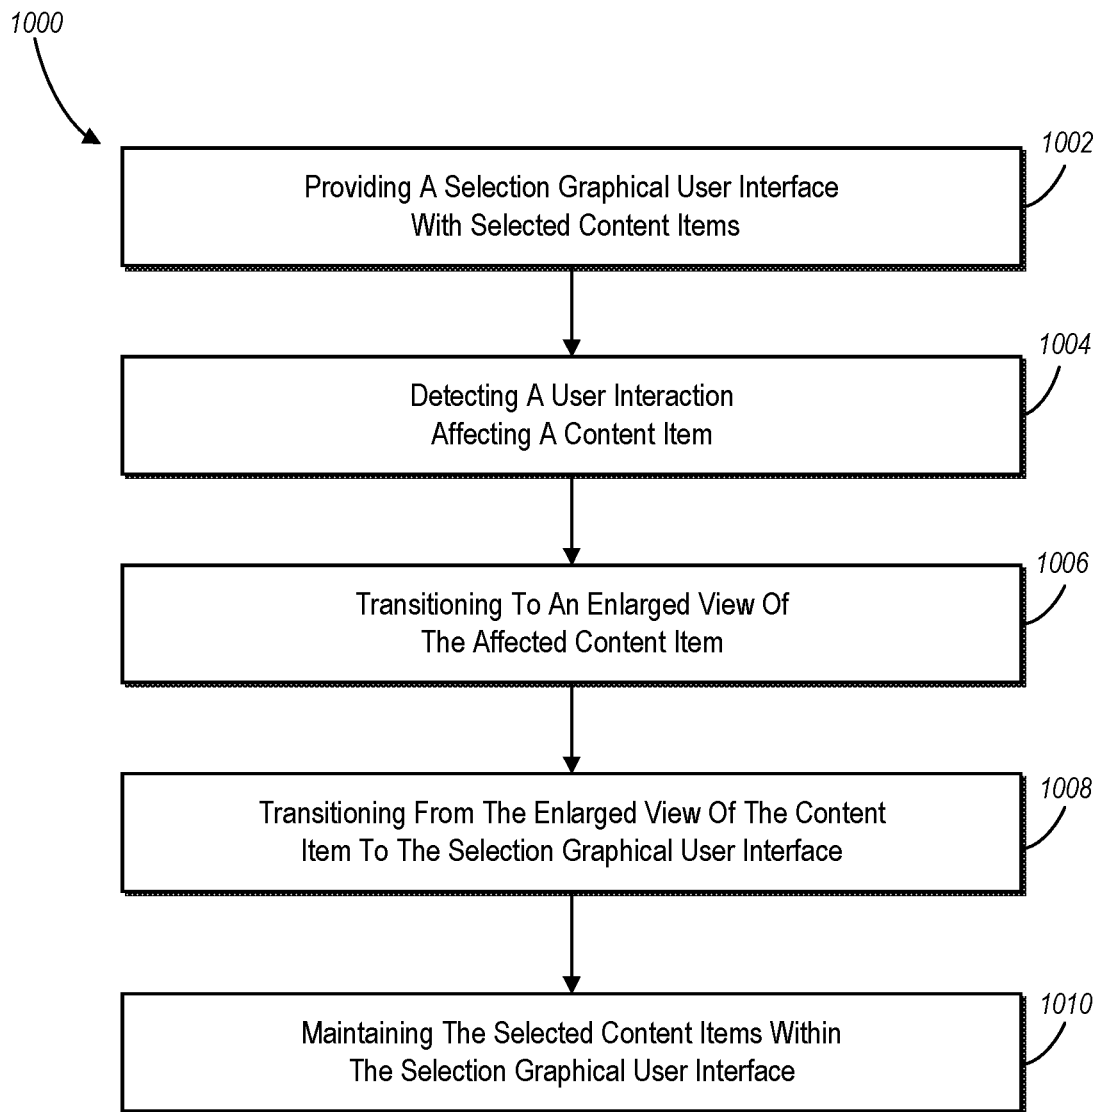 1000
1002
Providing A Selection Graphical User Interface
With Selected Content Items
1004
Detecting A User Interaction
Affecting A Content Item
1006
Transitioning To An Enlarged View Of
The Affected Content Item
1008
Transitioning From The Enlarged View Of The Content
Item To The Selection Graphical User Interface
1010
Maintaining The Selected Content Items Within
The Selection Graphical User Interface